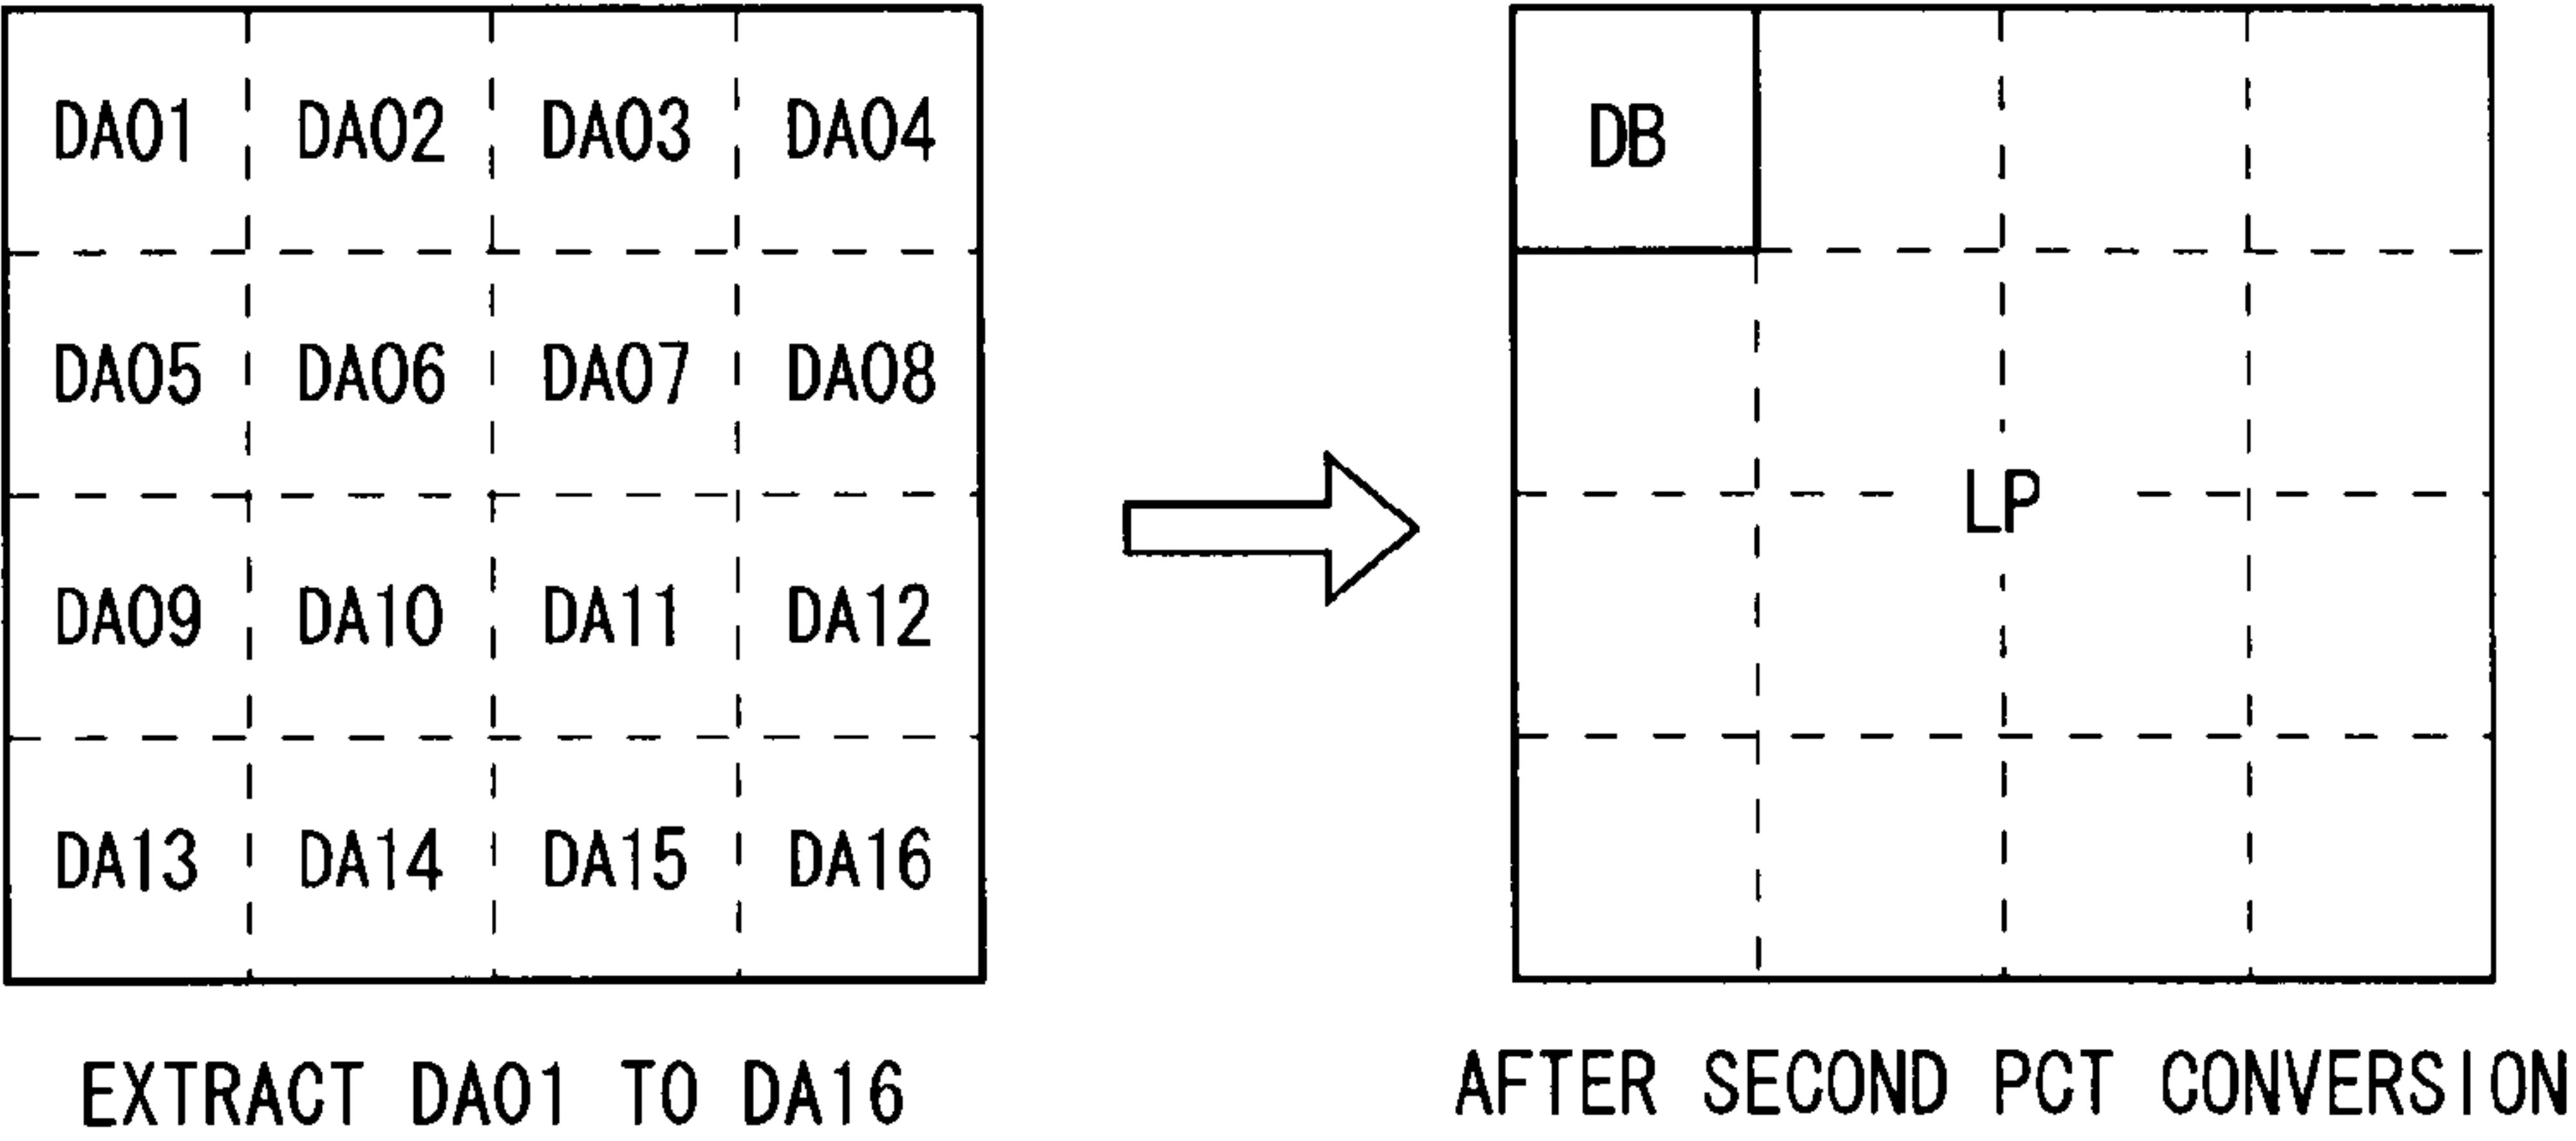 DA01 DA02 DA03 DA04
DA05 DA06 DA07 DA08
DA09 DA10 DA11 DA12
DA13 DA14 DA15 DA16
EXTRACT DA01 TO DA16
DB
LP
AFTER SECOND PCT CONVERSION